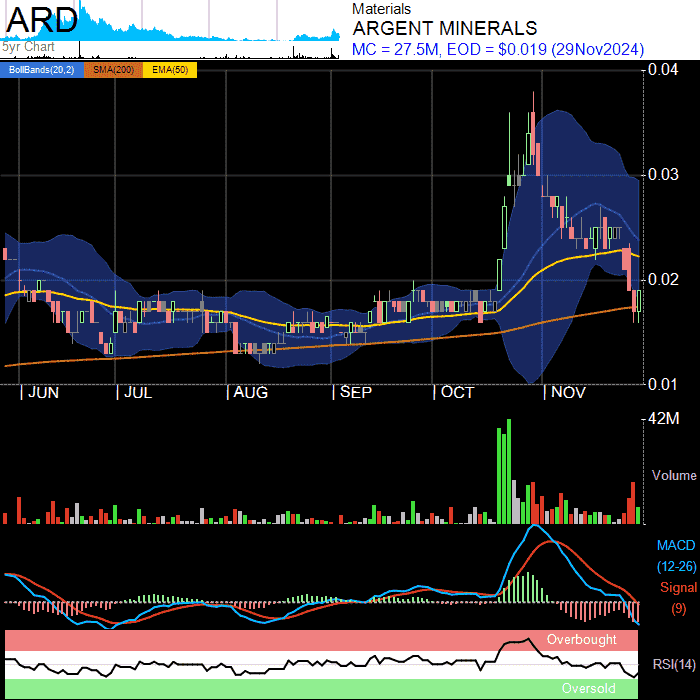 ARD
5yr Chart
Materials
ARGENT MINERALS
MC = 27.5M, EOD = $0.019 (29Nov2024)
BollBands(20,2) SMA(200) EMA(50)
0.04
0.03
0.02
0.01
JUN JUL AUG SEP OCT NOV
42M
Volume
MACD
(12-26)
Signal
(9)
Overbought
RSI(14)
Oversold